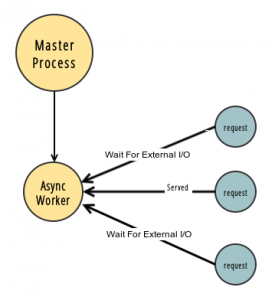 Master
Process
request
Wait For External I/O
Async
Worker
Served
request
Wait For External I/O
request